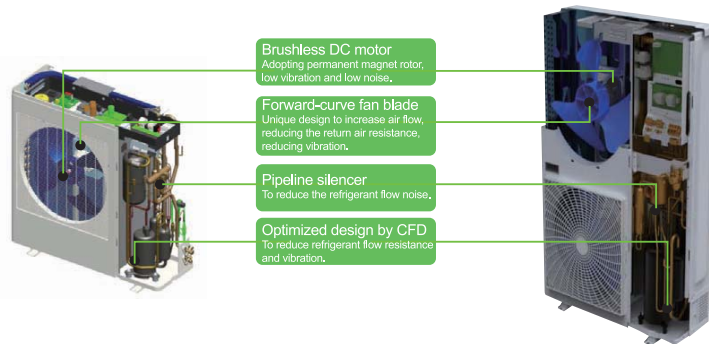 Brushless DC motor
Adopting permanent magnet rotor,
low vibration and low noise.
Forward-curve fan blade
Unique design to increase air flow,
reducing the return air resistance,
reducing vibration.
Pipeline silencer
To reduce the refrigerant flow noise.
Optimized design by CFD
To reduce refrigerant flow resistance
and vibration.